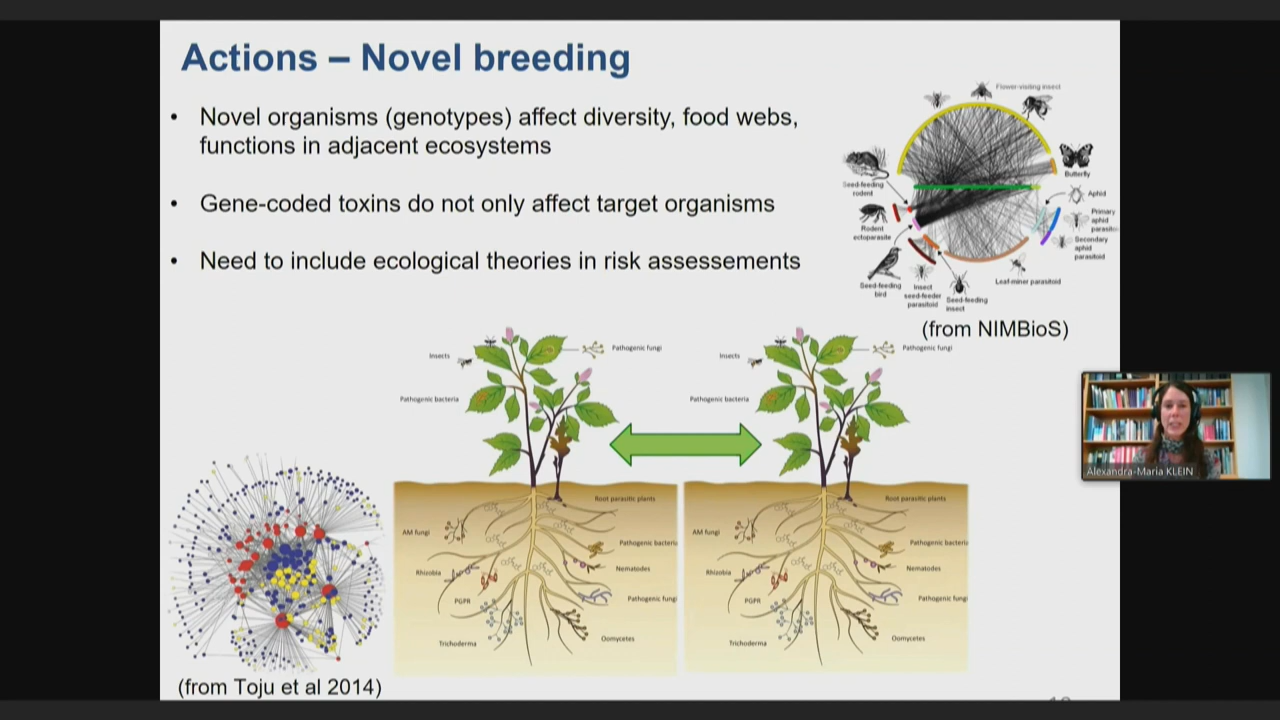 Actions – Novel breeding
• Novel organisms (genotypes) affect diversity, food webs,
functions in adjacent ecosystems
• Gene-coded toxins do not only affect target organisms
• Need to include ecological theories in risk assessements
Flower-visiting insect
Butterfly
Seed-feeding
rodent
Aphid
Rodent
ectoparasite
Primary
aphid
Secondary
aphid
parasitoid
Seed-feeding
bird
Insect
seed-feeder
parasitoid
Seed-feeding
insect
Leaf-miner parasitoid
(from NIMBioS)
Insects
Pathogenic fungi
Pathogenic bacteria
Root parasitic plants
AM fungi
Pathogenic bacteria
Rhizobia
Nematodes
PGPR
Pathogenic fungi
Trichoderma
Oomycetes
Insects
Pathogenic fungi
Pathogenic bacteria
Root parasitic plants
AM fungi
Pathogenic bacteria
Rhizobia
Nematodes
PGPR
Pathogenic fungi
Trichoderma
Oomycetes
(from Toju et al 2014)
Alexandra-Maria KLEIN